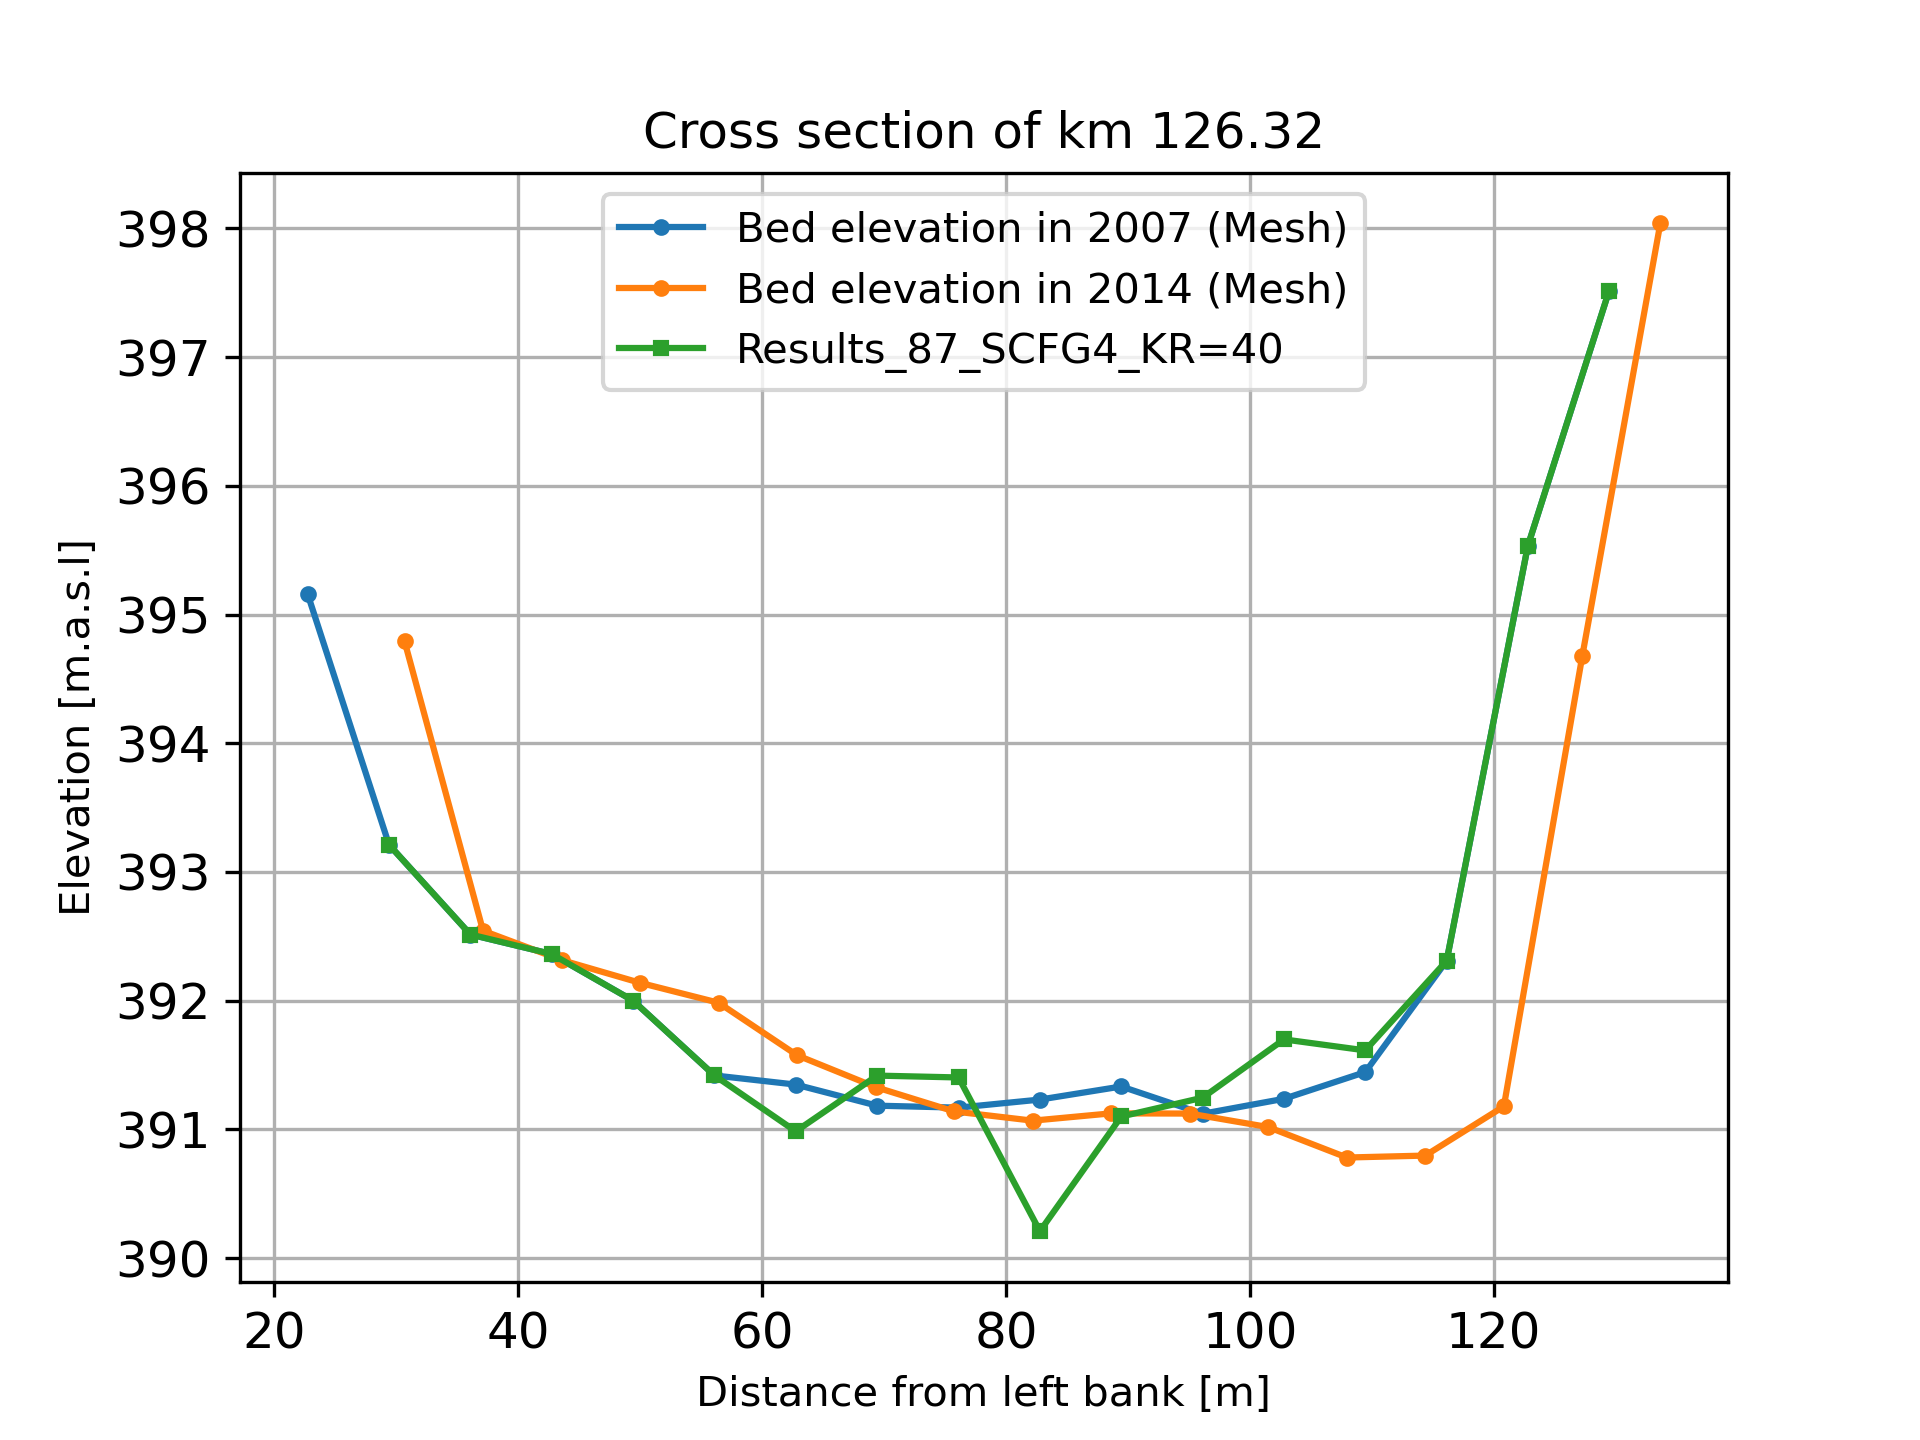 Cross section of km 126.32
Bed elevation in 2007 (Mesh)
Bed elevation in 2014 (Mesh)
Results_87_SCFG4_KR=40
398
397
396
395
394
393
392
391
390
Elevation [m.a.s.l]
20 40 60 80 100 120
Distance from left bank [m]